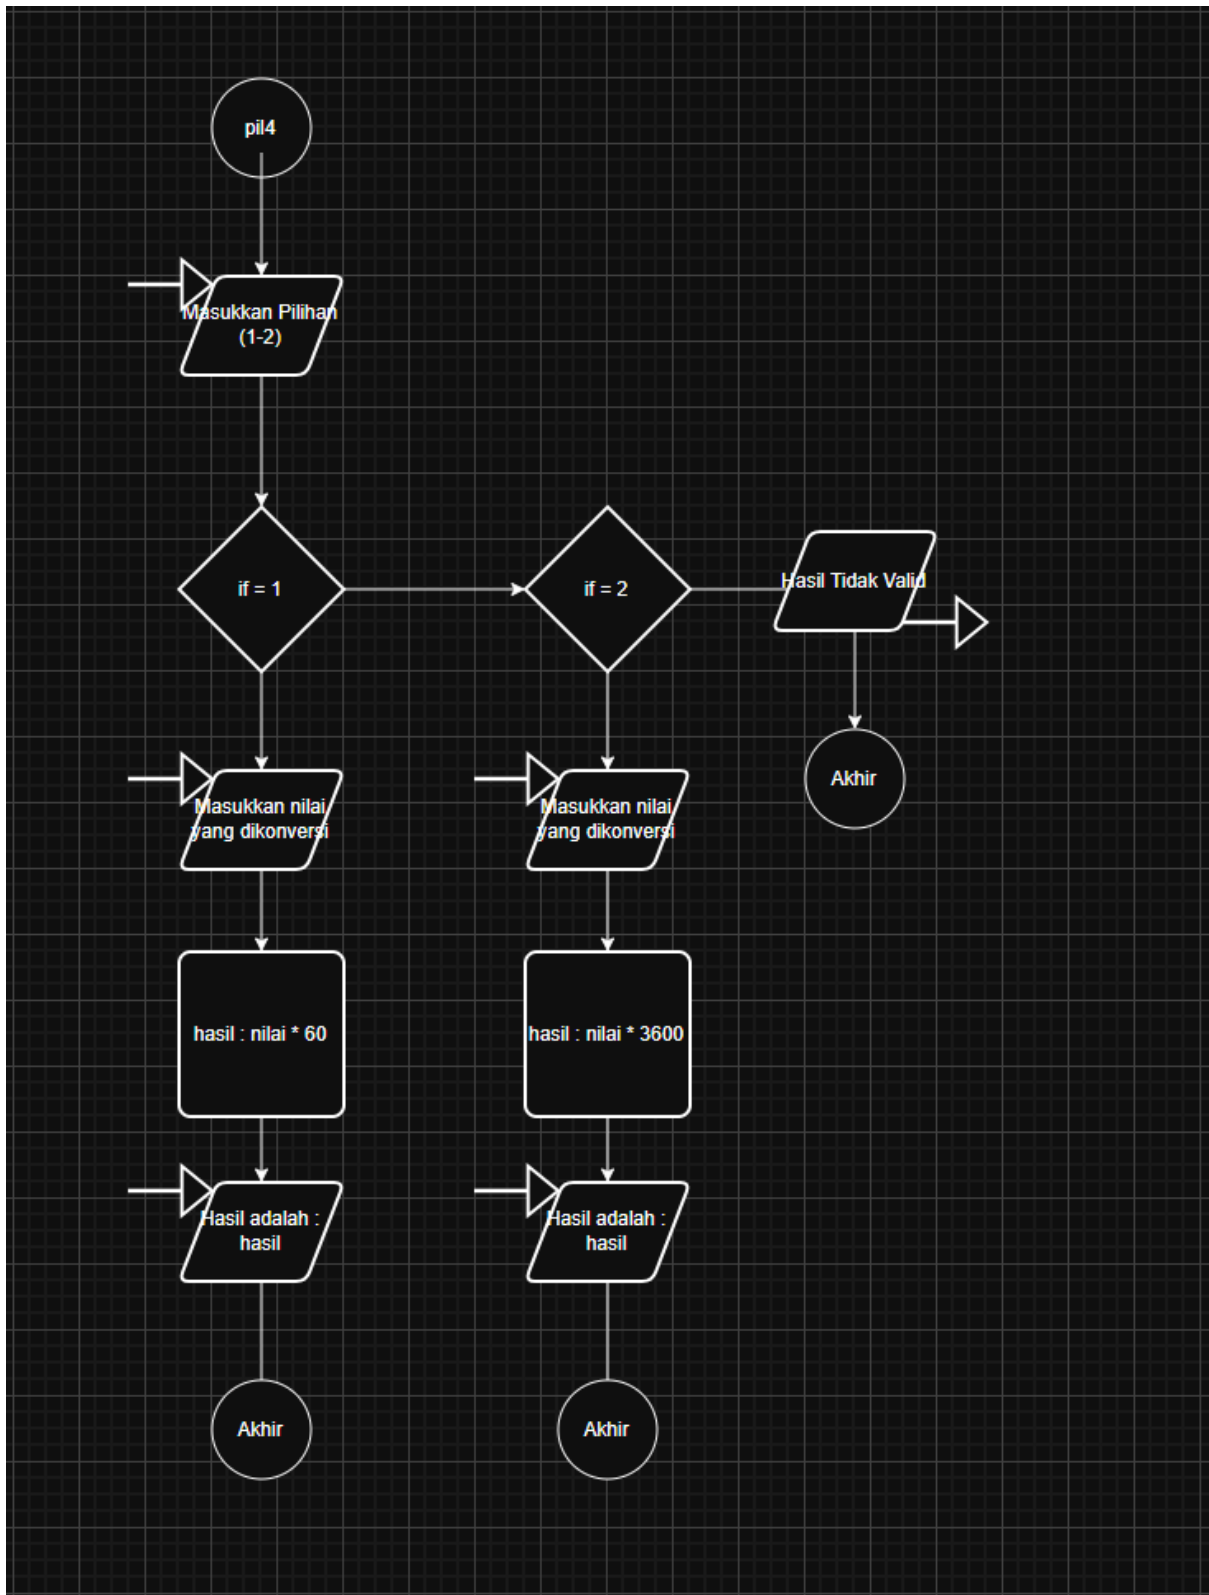 pil4
Masukkan Pilihan
(1-2)
if = 1
if = 2
Hasil Tidak Valid
Akhir
Masukkan nilai
yang dikonversi
Masukkan nilai
yang dikonversi
hasil : nilai * 60
hasil : nilai * 3600
Hasil adalah :
hasil
Hasil adalah :
hasil
Akhir
Akhir